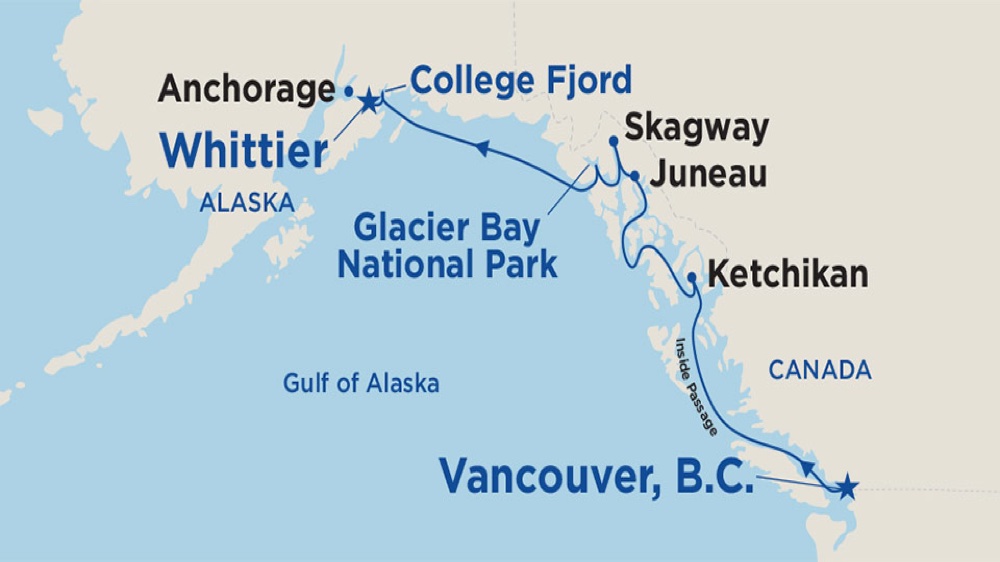 Anchorage
College Fjord
Whittier
ALASKA
Skagway
Juneau
Glacier Bay
National Park
Ketchikan
Inside Passage
Gulf of Alaska
CANADA
Vancouver, B.C.